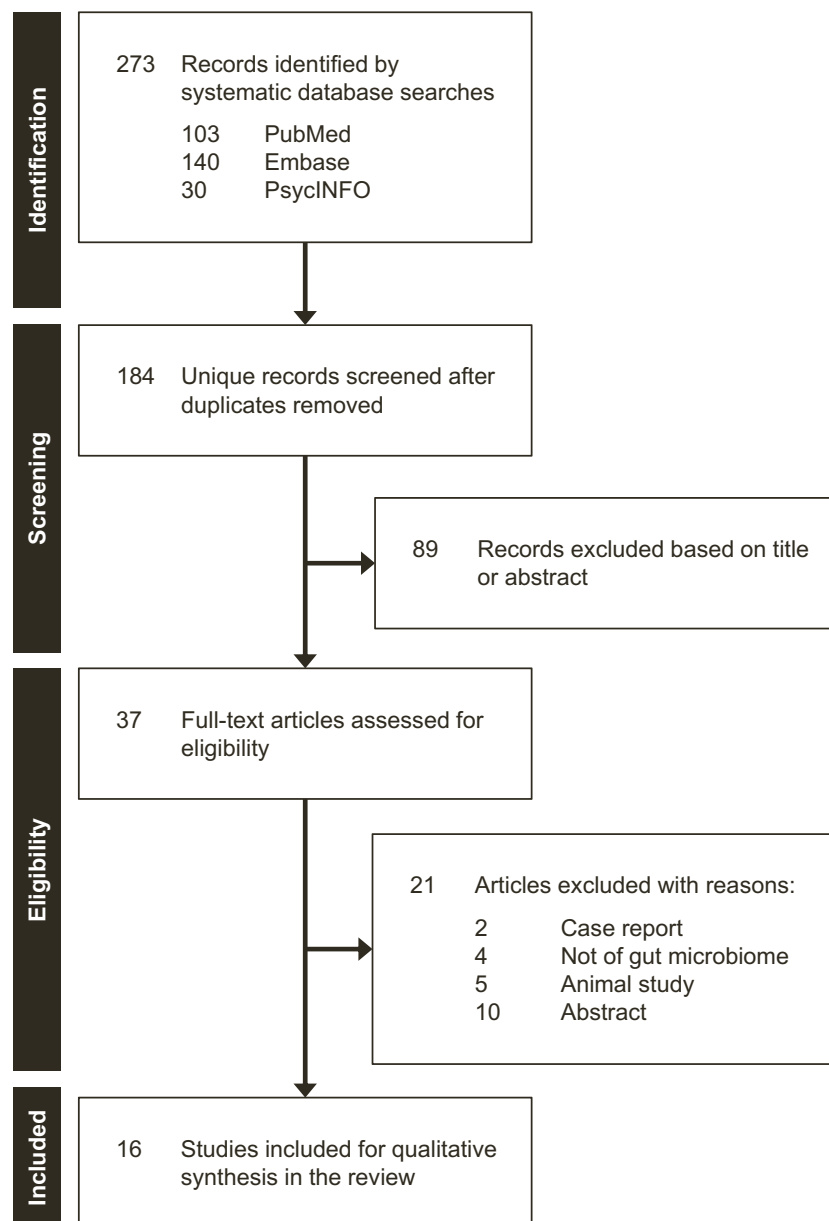 Identification
273 Records identified by
systematic database searches
103 PubMed
140 Embase
30 PsycINFO
Screening
184 Unique records screened after
duplicates removed
89 Records excluded based on title
or abstract
Eligibility
37 Full-text articles assessed for
eligibility
21 Articles excluded with reasons:
2 Case report
4 Not of gut microbiome
5 Animal study
10 Abstract
Included
16 Studies included for qualitative
synthesis in the review